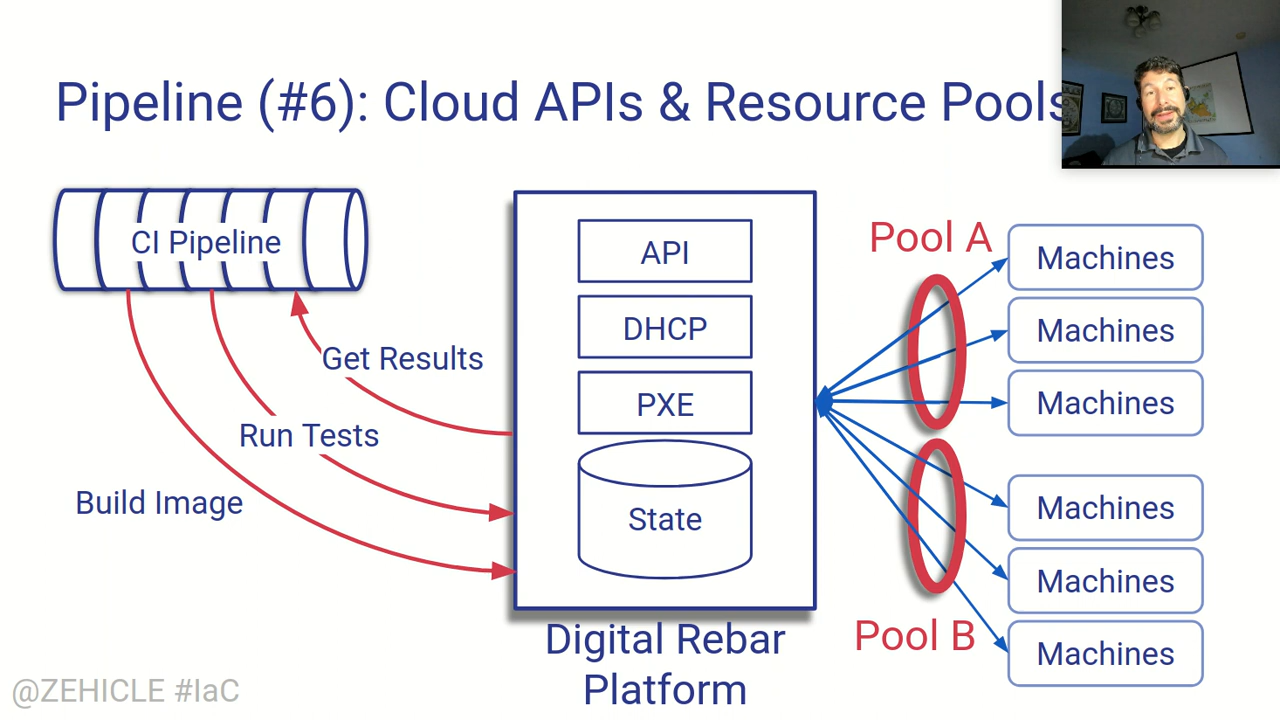 Pipeline (#6): Cloud APIs & Resource Pools
CI Pipeline
Get Results
Run Tests
Build Image
API
DHCP
PXE
State
Digital Rebar
Platform
Pool A
Machines
Machines
Machines
Machines
Machines
Machines
Pool B
@ZEHICLE #IaC